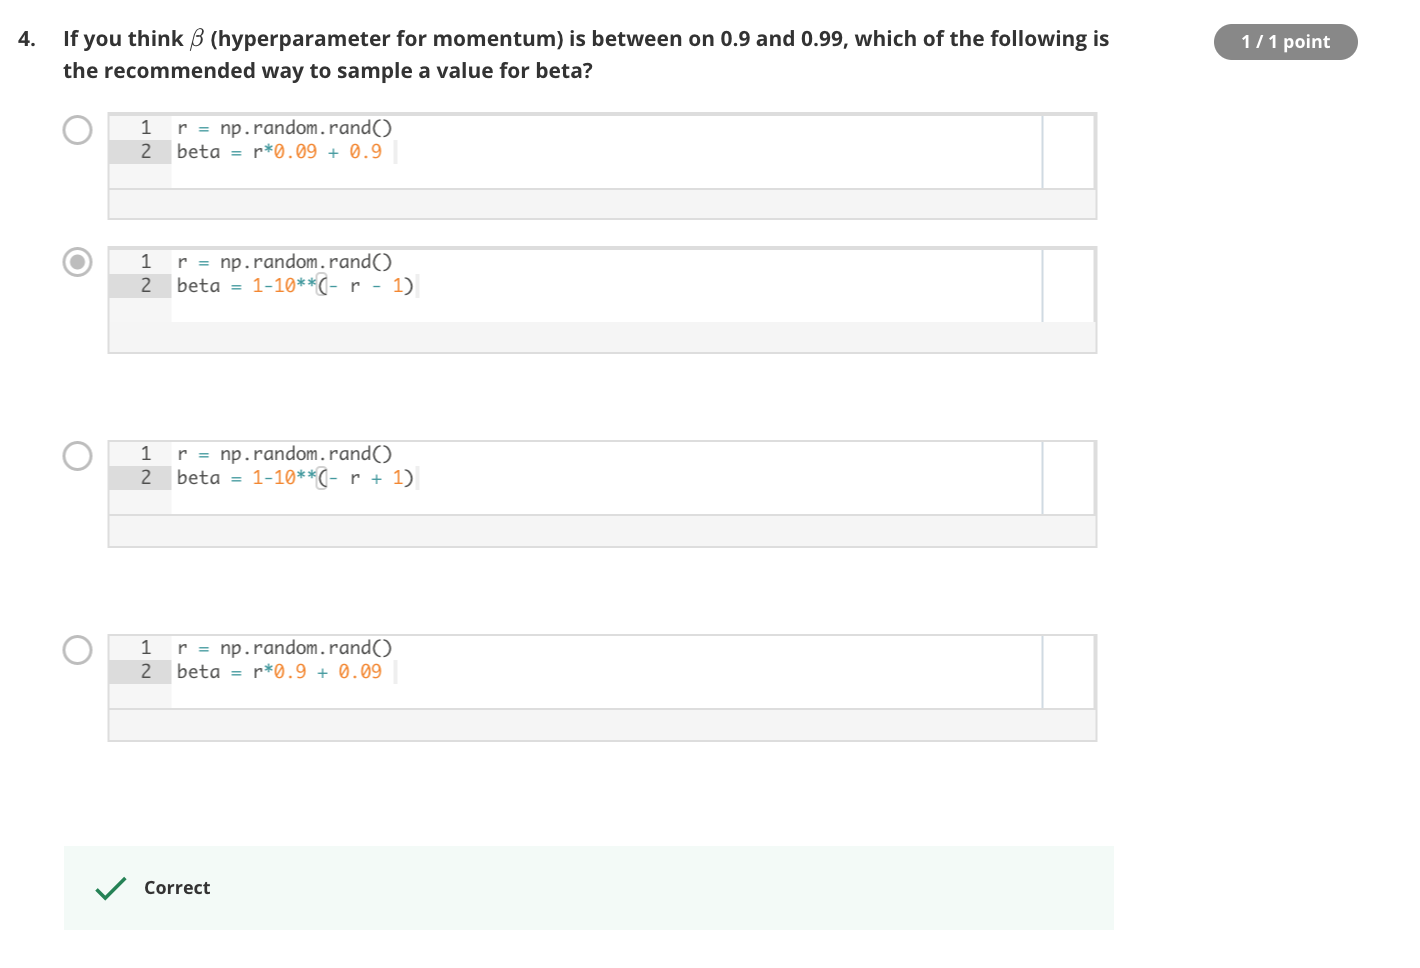 4. If you think β (hyperparameter for momentum) is between on 0.9 and 0.99, which of the following is
the recommended way to sample a value for beta?
1 / 1 point
1 r = np.random.rand()
2 beta = r*0.09 + 0.9
1 r = np.random.rand()
2 beta = 1-10**(- r - 1)
1 r = np.random.rand()
2 beta = 1-10**(- r + 1)
1 r = np.random.rand()
2 beta = r*0.9 + 0.09
Correct